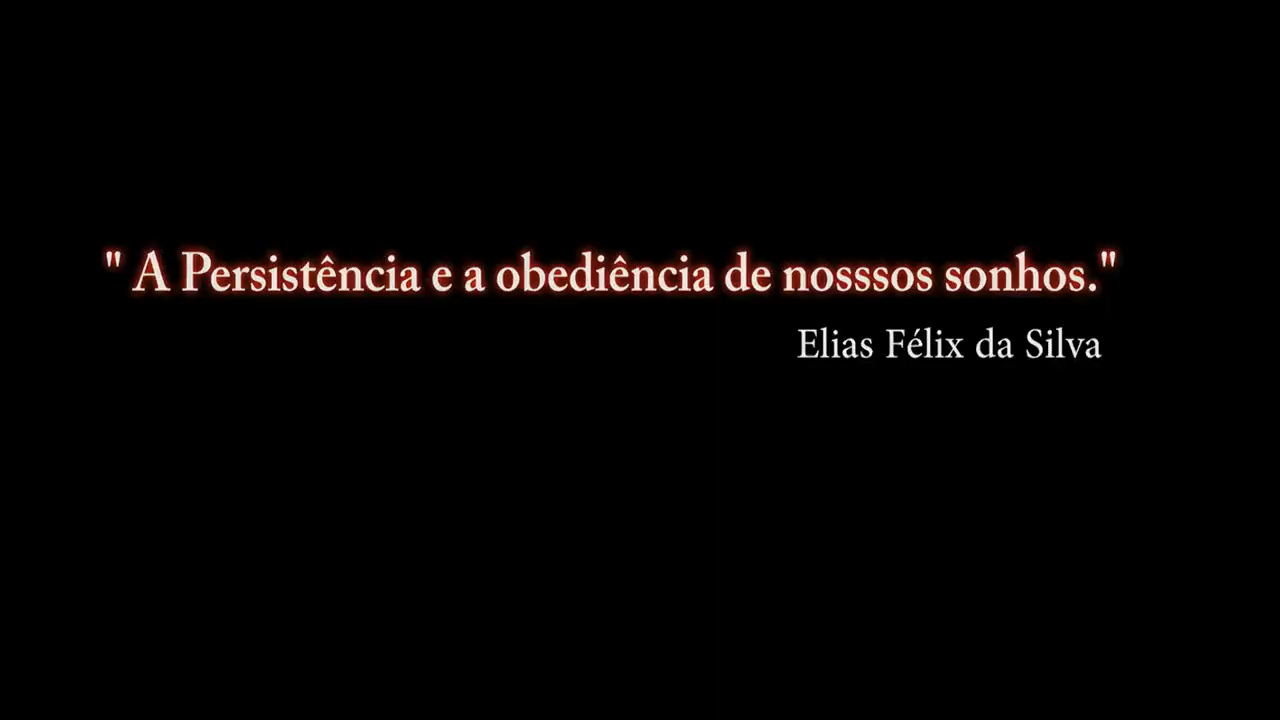 " A Persistência e a obediência de nosssos sonhos."
Elias Félix da Silva